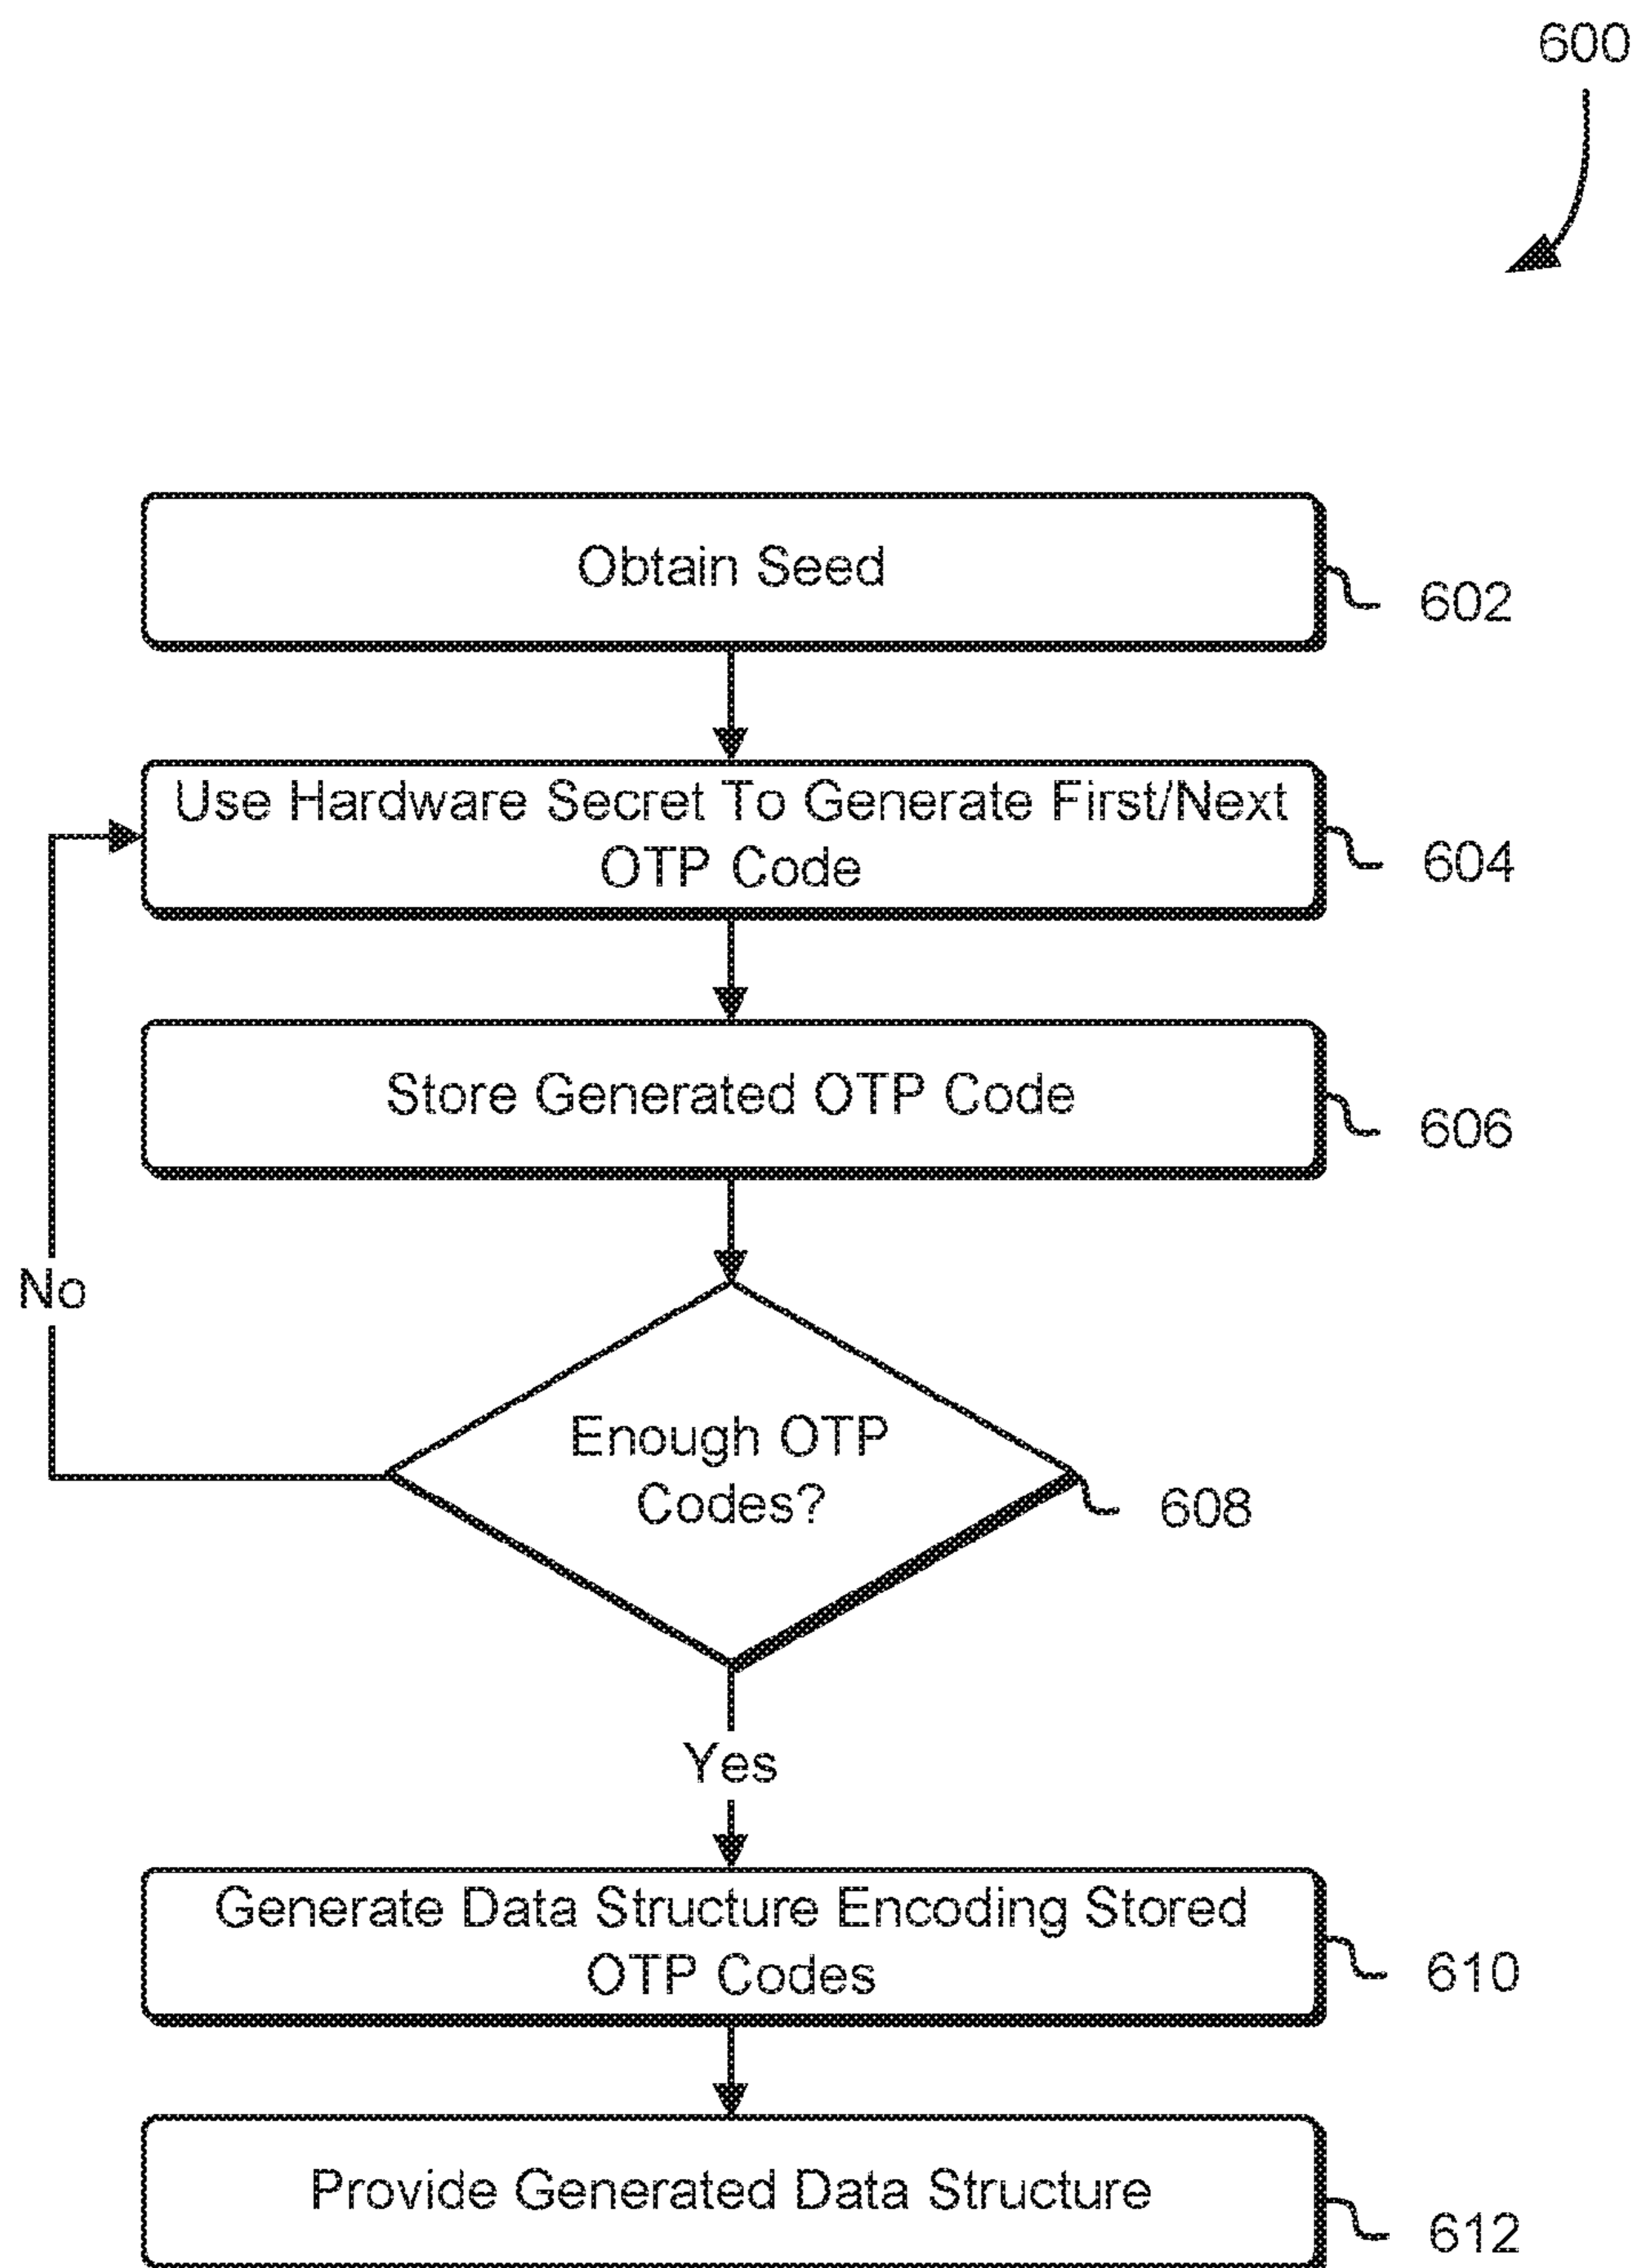 600
Obtain Seed
602
Use Hardware Secret To Generate First/Next
OTP Code
604
Store Generated OTP Code
606
No
Enough OTP
Codes?
608
Yes
Generate Data Structure Encoding Stored
OTP Codes
610
Provide Generated Data Structure
612